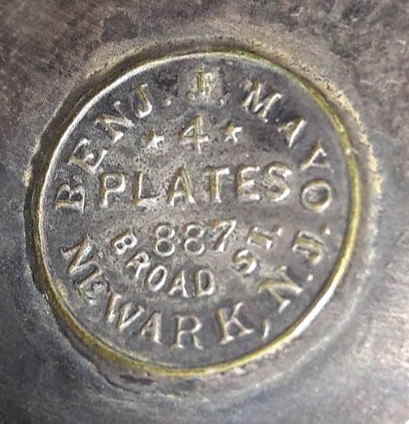 BENJ. J. MAYO
★ 4 ★
PLATES
887
BROAD ST.
NEWARK, N.J.